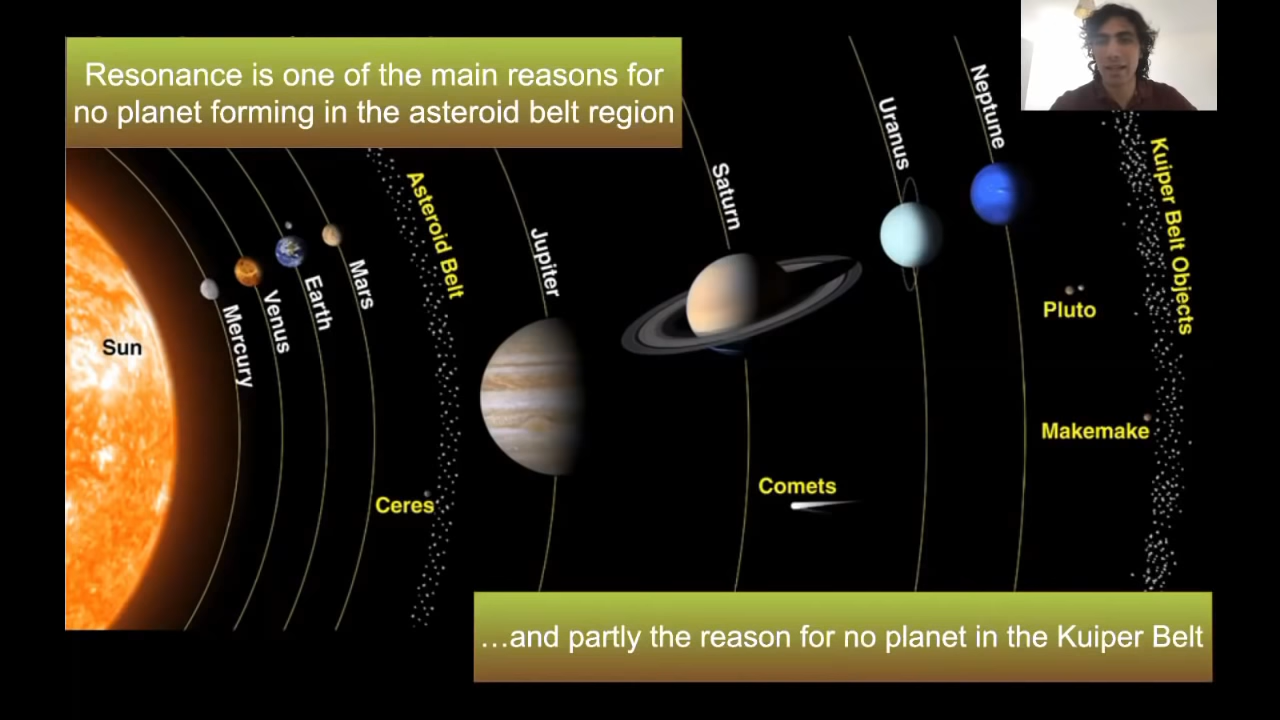 Resonance is one of the main reasons for
no planet forming in the asteroid belt region
Sun
Mercury
Venus
Earth
Mars
Asteroid Belt
Ceres
Jupiter
Saturn
Comets
Uranus
Neptune
Pluto
Makemake
Kuiper Belt Objects
…and partly the reason for no planet in the Kuiper Belt